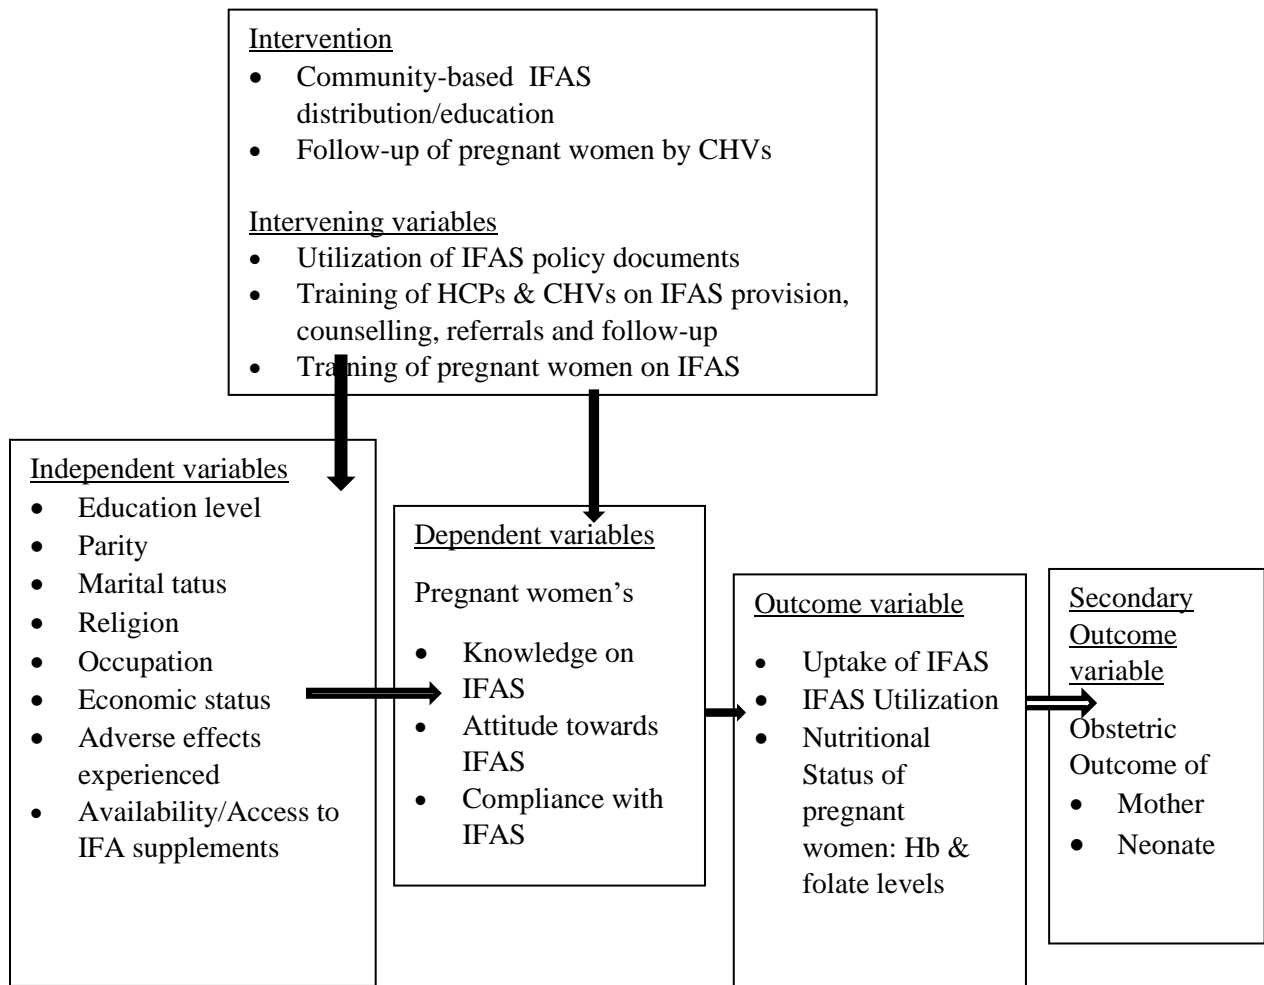 Intervention
• Community-based IFAS
distribution/education
• Follow-up of pregnant women by CHVs
Intervening variables
• Utilization of IFAS policy documents
• Training of HCPs & CHVs on IFAS provision,
counselling, referrals and follow-up
• Training of pregnant women on IFAS
Independent variables
• Education level
• Parity
• Marital tatus
• Religion
• Occupation
• Economic status
• Adverse effects
experienced
• Availability/Access to
IFA supplements
Dependent variables
Pregnant women’s
• Knowledge on
IFAS
• Attitude towards
IFAS
• Compliance with
IFAS
Outcome variable
• Uptake of IFAS
• IFAS Utilization
• Nutritional
Status of
pregnant
women: Hb &
folate levels
Secondary
Outcome
variable
Obstetric
Outcome of
• Mother
• Neonate